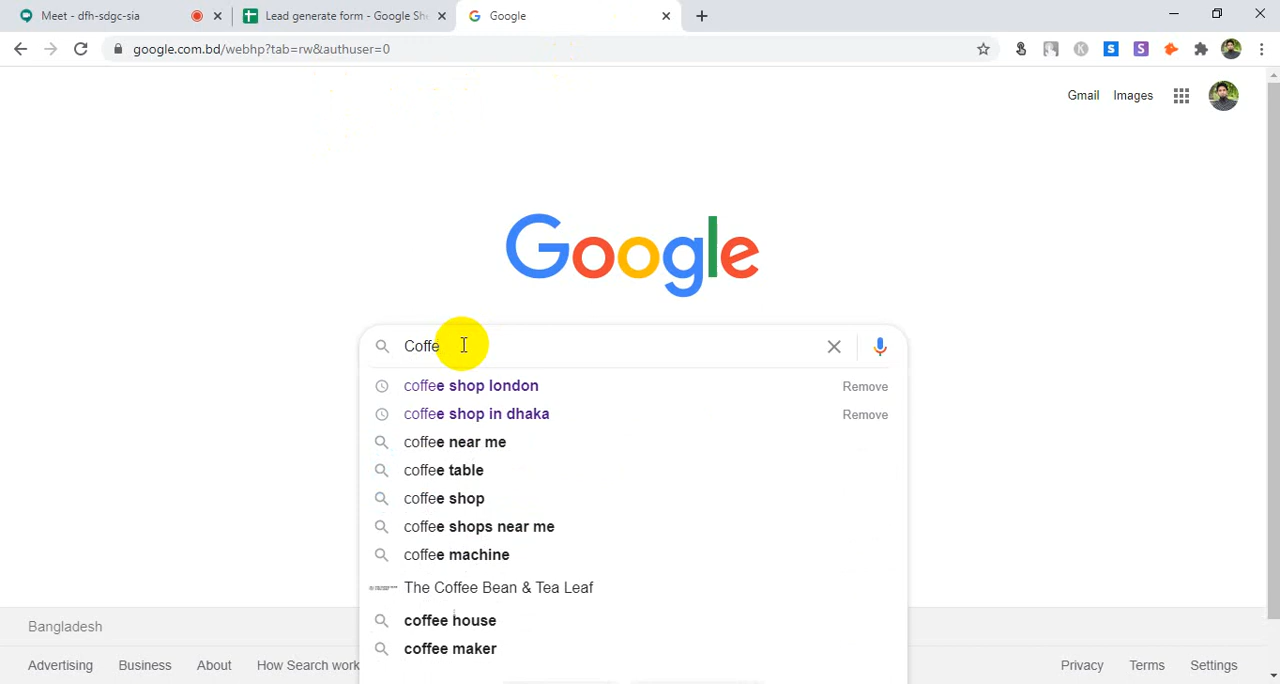 Meet - dfh-sdgc-sia
Lead generate form - Google She
Google
google.com.bd/webhp?tab=rw&authuser=0
Gmail
Images
Google
Coffe
coffee shop london
Remove
coffee shop in dhaka
Remove
coffee near me
coffee table
coffee shop
coffee shops near me
coffee machine
The Coffee Bean & Tea Leaf
coffee house
coffee maker
Bangladesh
Advertising
Business
About
How Search work
Privacy
Terms
Settings